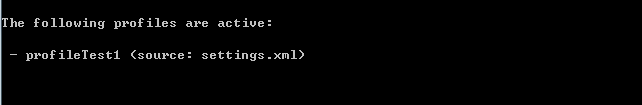 The following profiles are active:
- profileTest1 (source: settings.xml)